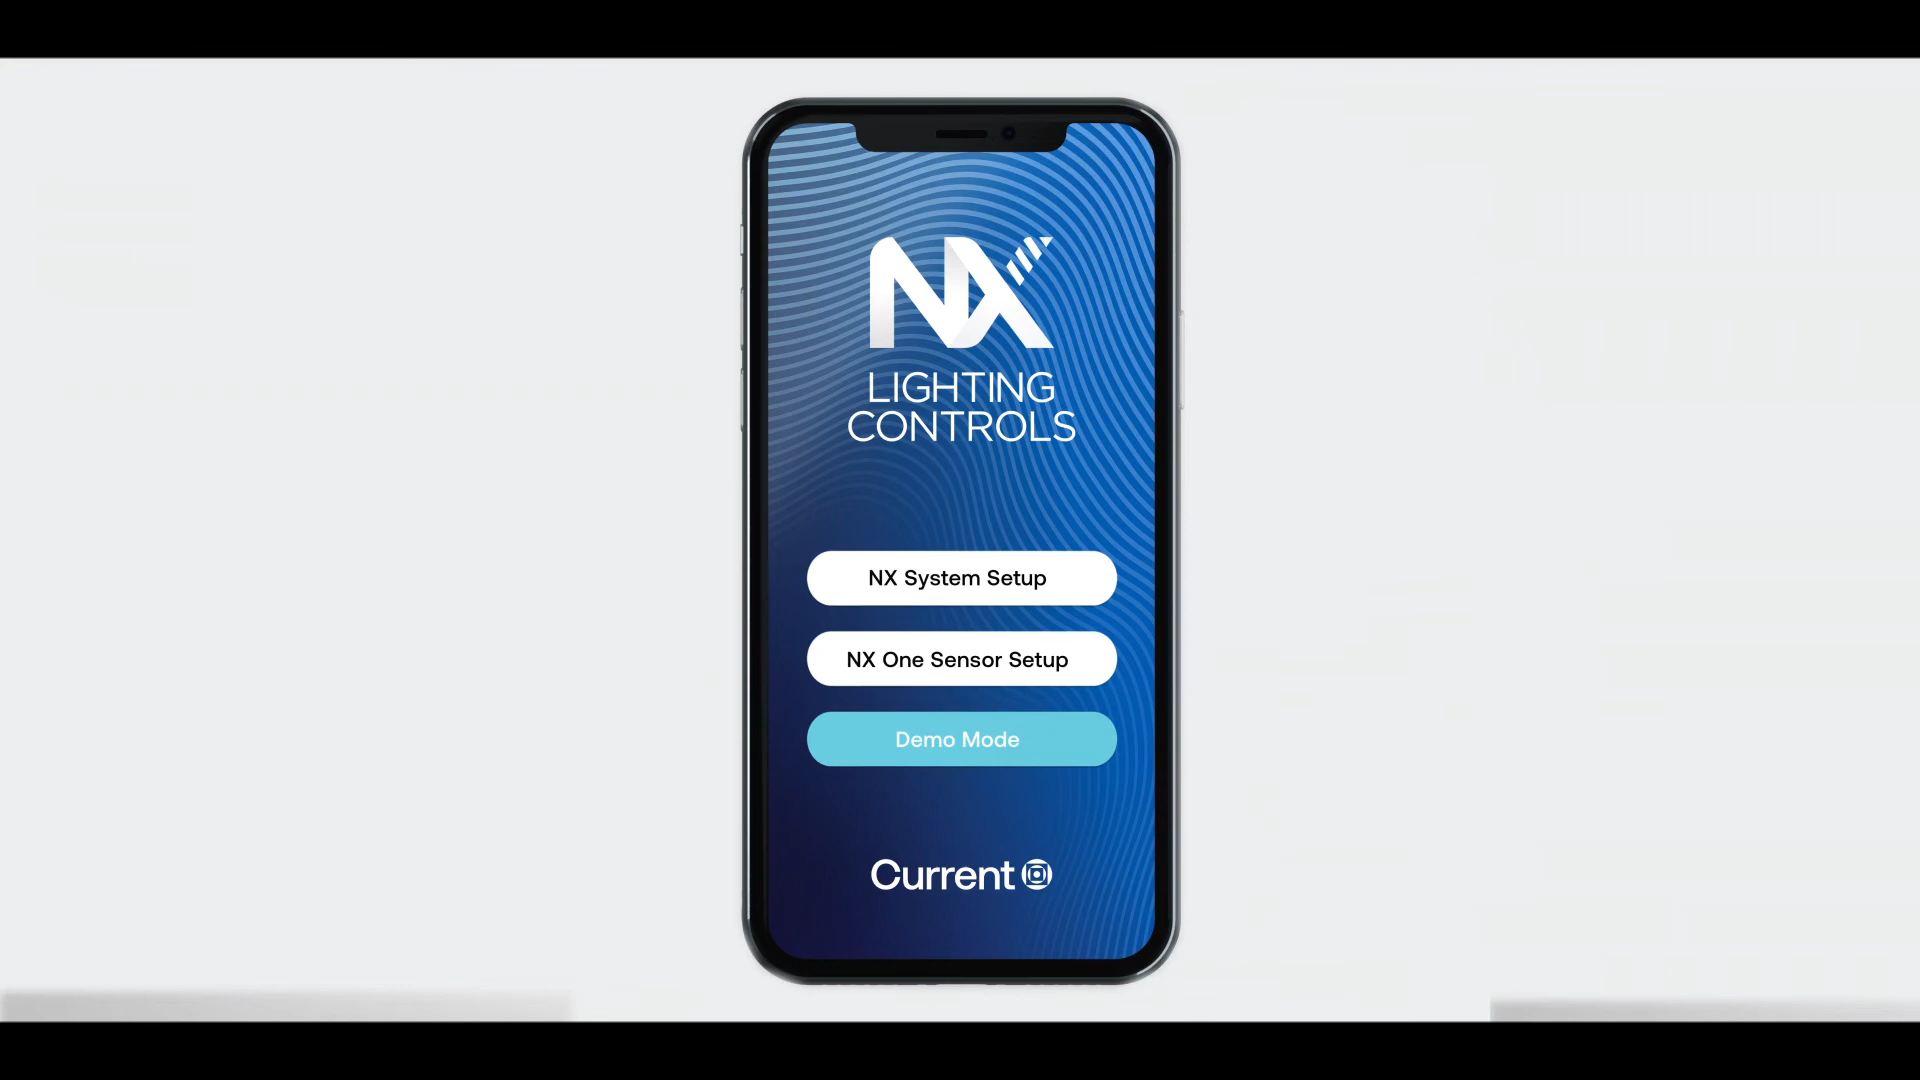 NX
LIGHTING
CONTROLS
NX System Setup
NX One Sensor Setup
Demo Mode
Current